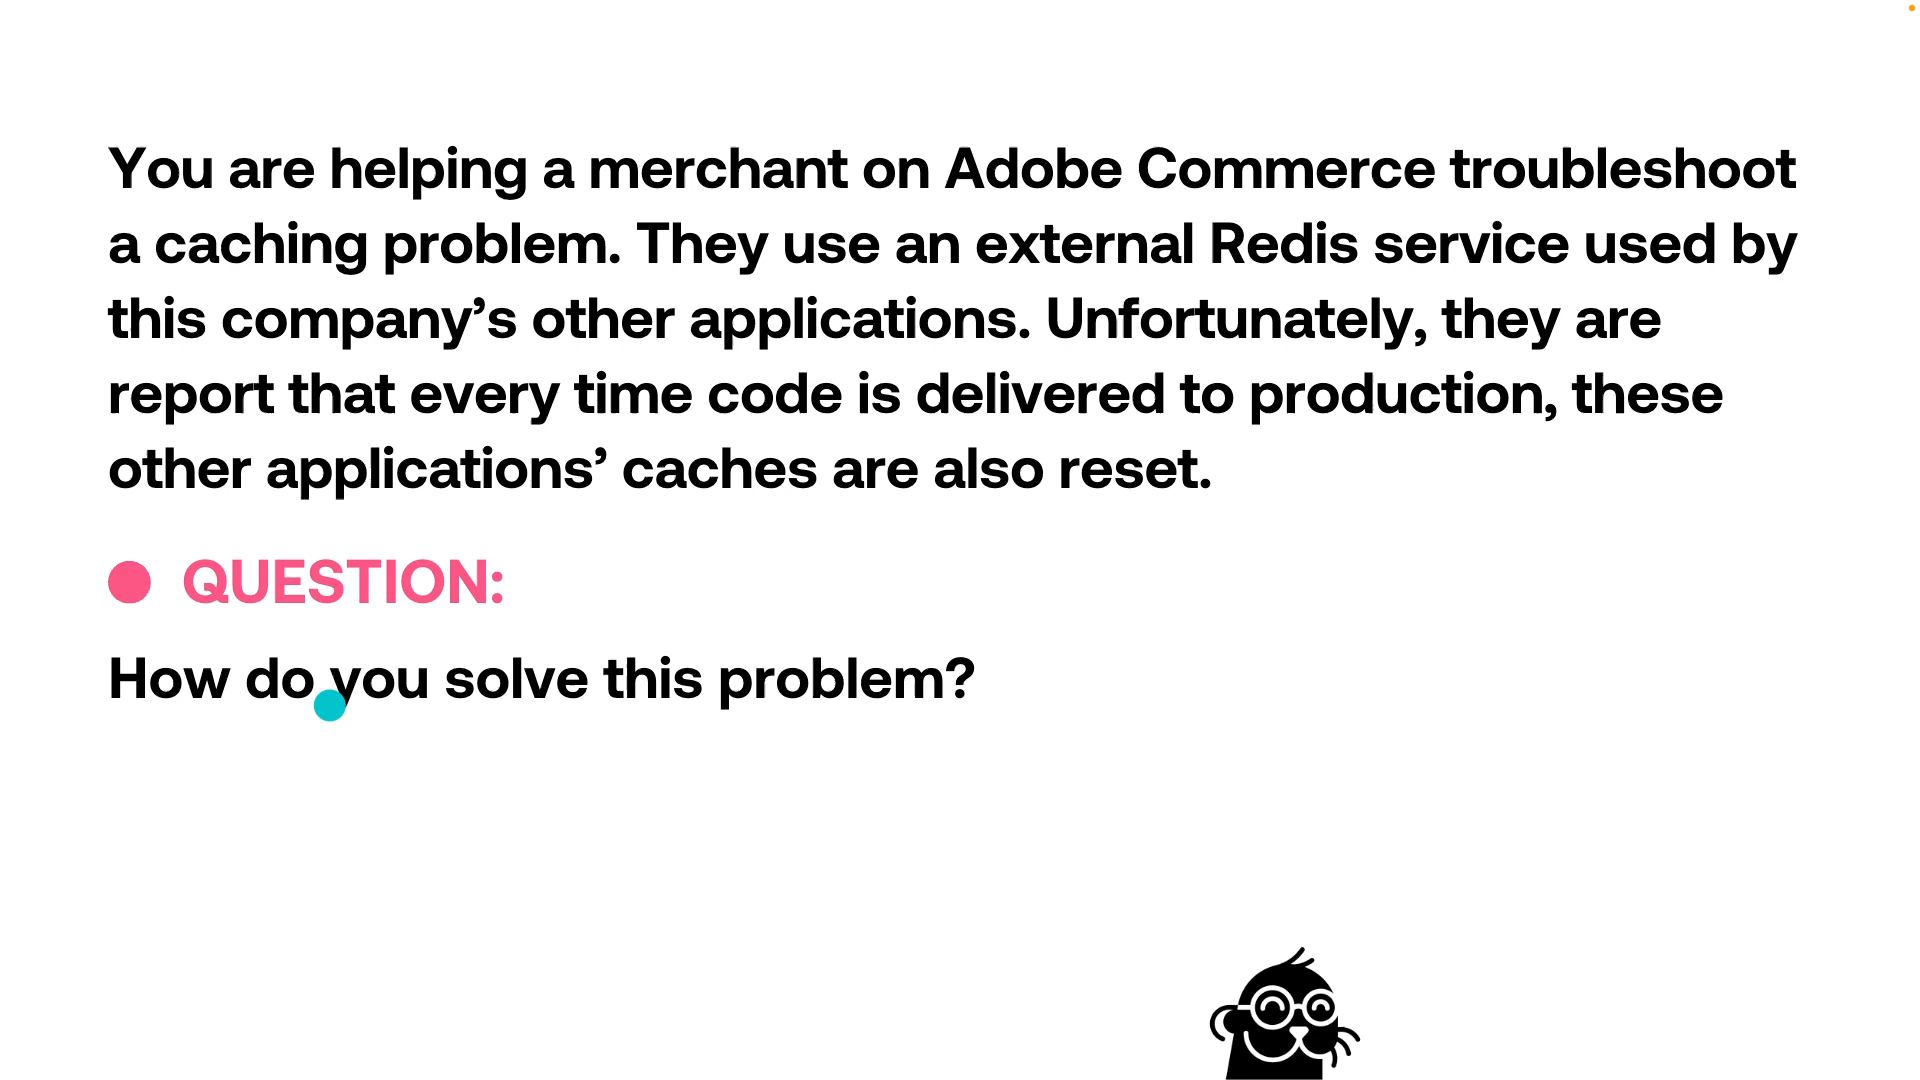 You are helping a merchant on Adobe Commerce troubleshoot
a caching problem. They use an external Redis service used by
this company’s other applications. Unfortunately, they are
report that every time code is delivered to production, these
other applications’ caches are also reset.
QUESTION:
How do you solve this problem?